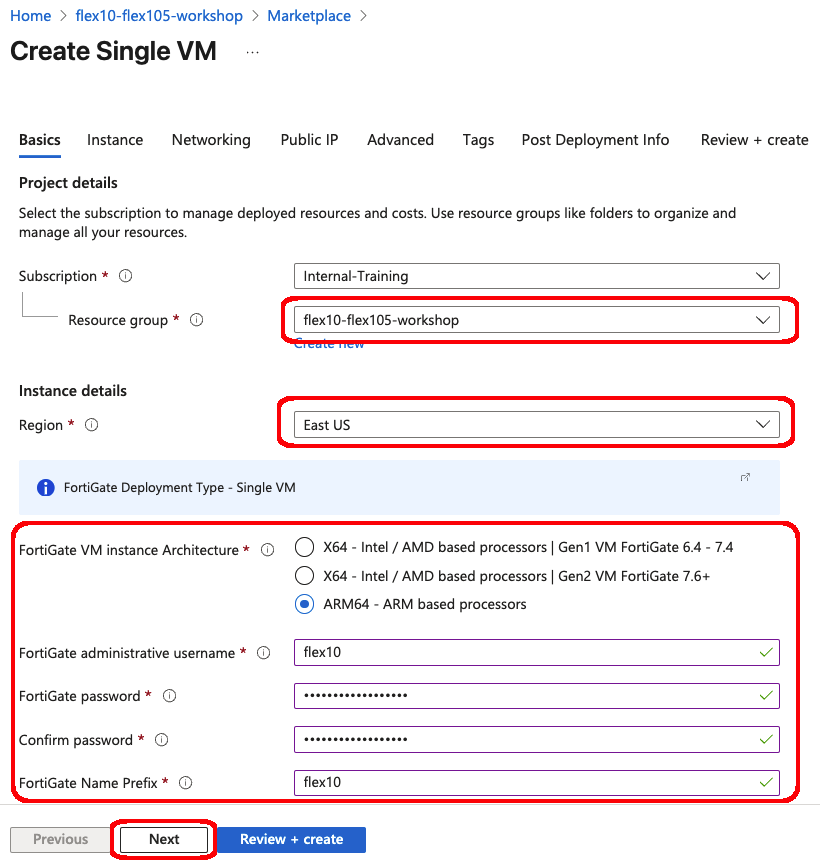 Home > flex10-flex105-workshop > Marketplace >
Create Single VM ...
Basics Instance Networking Public IP Advanced Tags Post Deployment Info Review + create
Project details
Select the subscription to manage deployed resources and costs. Use resource groups like folders to organize and
manage all your resources.
Subscription * Internal-Training
Resource group * flex10-flex105-workshop
Create new
Instance details
Region * East US
FortiGate Deployment Type - Single VM
FortiGate VM instance Architecture * X64 - Intel / AMD based processors | Gen1 VM FortiGate 6.4 - 7.4
X64 - Intel / AMD based processors | Gen2 VM FortiGate 7.6+
ARM64 - ARM based processors
FortiGate administrative username * flex10
FortiGate password * ••••••••••••••••••
Confirm password * ••••••••••••••••••
FortiGate Name Prefix * flex10
Previous Next Review + create